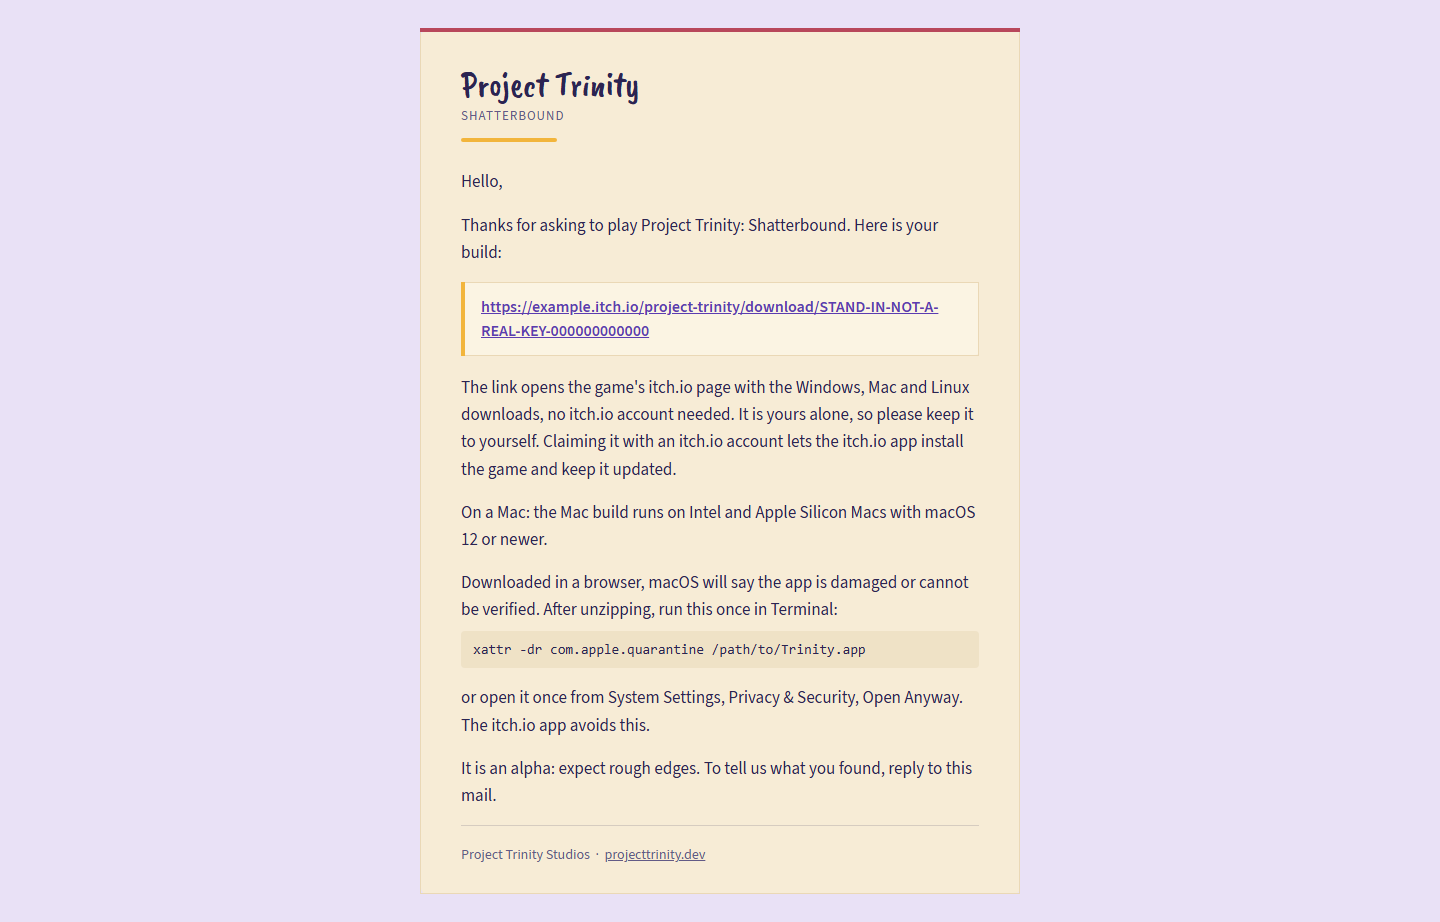 Project Trinity
SHATTERBOUND
Hello,
Thanks for asking to play Project Trinity: Shatterbound. Here is your
build:
https://example.itch.io/project-trinity/download/STAND-IN-NOT-A-
REAL-KEY-000000000000
The link opens the game's itch.io page with the Windows, Mac and Linux
downloads, no itch.io account needed. It is yours alone, so please keep it
to yourself. Claiming it with an itch.io account lets the itch.io app install
the game and keep it updated.
On a Mac: the Mac build runs on Intel and Apple Silicon Macs with macOS
12 or newer.
Downloaded in a browser, macOS will say the app is damaged or cannot
be verified. After unzipping, run this once in Terminal:
xattr -dr com.apple.quarantine /path/to/Trinity.app
or open it once from System Settings, Privacy & Security, Open Anyway.
The itch.io app avoids this.
It is an alpha: expect rough edges. To tell us what you found, reply to this
mail.
Project Trinity Studios · projecttrinity.dev